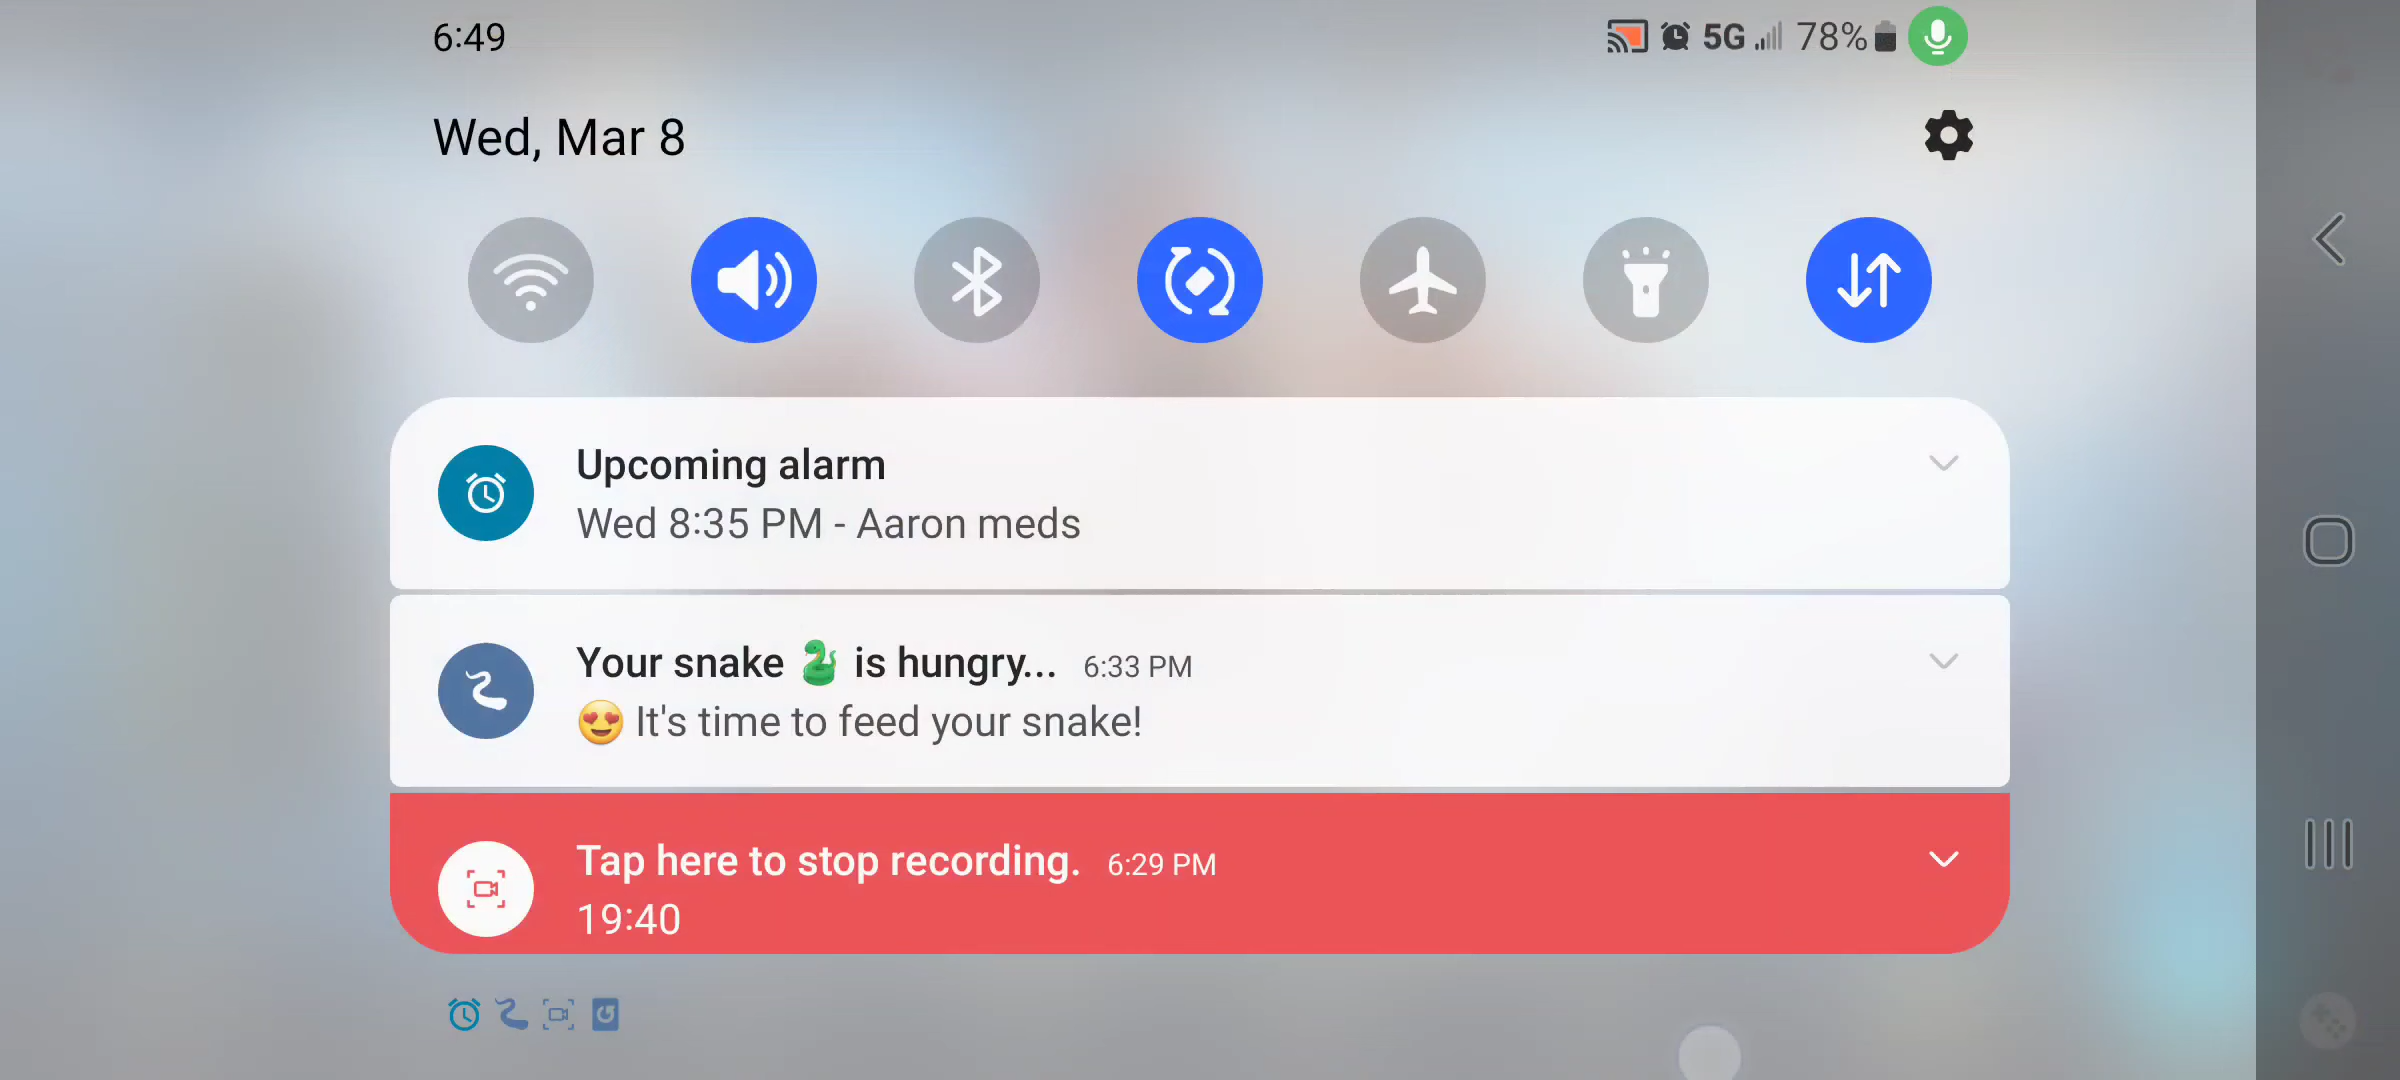 6:49
5G 78%
Wed, Mar 8
Upcoming alarm
Wed 8:35 PM - Aaron meds
Your snake 🐍 is hungry... 6:33 PM
😍 It's time to feed your snake!
Tap here to stop recording. 6:29 PM
19:40